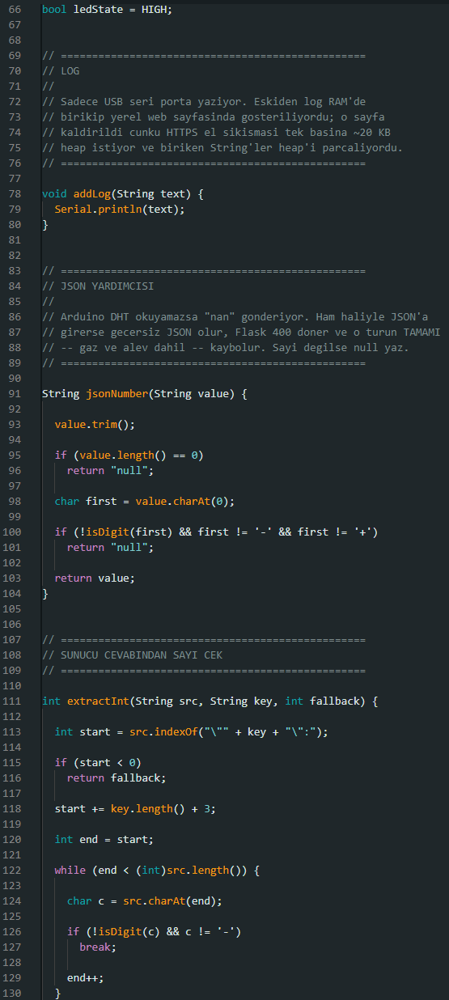 66 bool ledState = HIGH;
67
68
69 // =================================================
70 // LOG
71 //
72 // Sadece USB seri porta yaziyor. Eskiden log RAM'de
73 // birikip yerel web sayfasinda gosteriliyordu; o sayfa
74 // kaldirildi cunku HTTPS el sikismasi tek basina ~20 KB
75 // heap istiyor ve biriken String'ler heap'i parcaliyordu.
76 // =================================================
77
78 void addLog(String text) {
79   Serial.println(text);
80 }
81
82
83 // =================================================
84 // JSON YARDIMCISI
85 //
86 // Arduino DHT okuyamazsa "nan" gonderiyor. Ham haliyle JSON'a
87 // girerse gecersiz JSON olur, Flask 400 doner ve o turun TAMAMI
88 // -- gaz ve alev dahil -- kaybolur. Sayi degilse null yaz.
89 // =================================================
90
91 String jsonNumber(String value) {
92
93   value.trim();
94
95   if (value.length() == 0)
96     return "null";
97
98   char first = value.charAt(0);
99
100   if (!isDigit(first) && first != '-' && first != '+')
101     return "null";
102
103   return value;
104 }
105
106
107 // =================================================
108 // SUNUCU CEVABINDAN SAYI CEK
109 // =================================================
110
111 int extractInt(String src, String key, int fallback) {
112
113   int start = src.indexOf("\"" + key + "\":");
114
115   if (start < 0)
116     return fallback;
117
118   start += key.length() + 3;
119
120   int end = start;
121
122   while (end < (int)src.length()) {
123
124     char c = src.charAt(end);
125
126     if (!isDigit(c) && c != '-')
127       break;
128
129     end++;
130   }